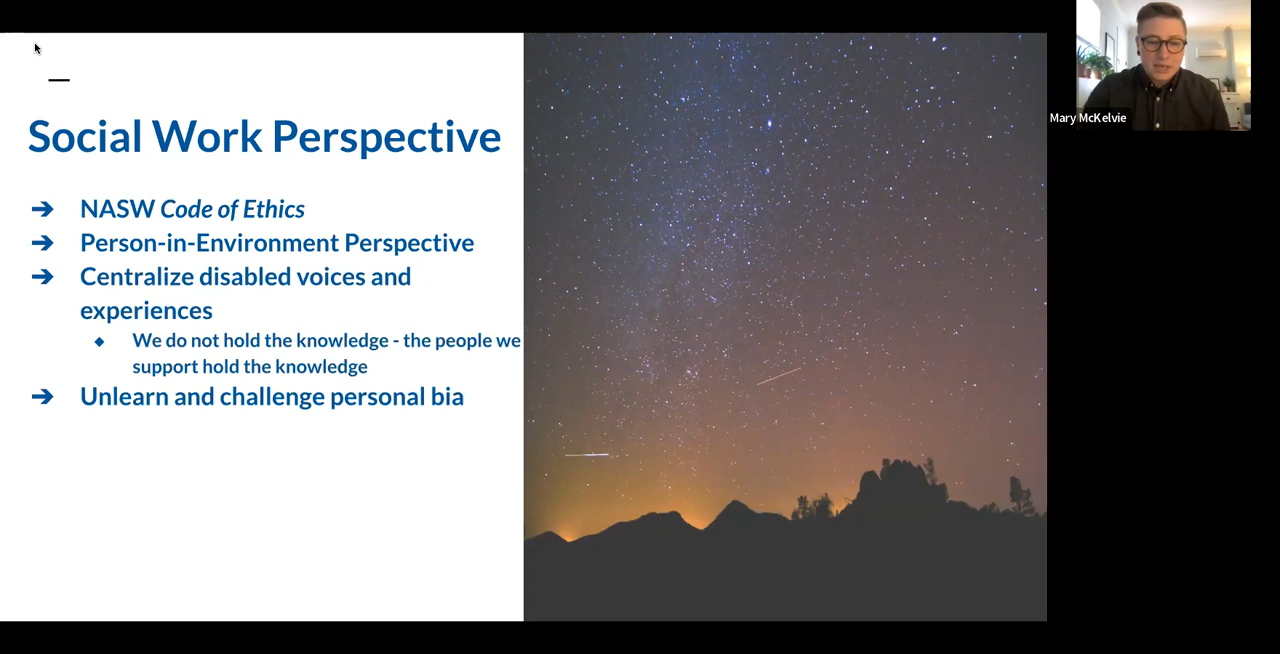 Social Work Perspective
➔ NASW Code of Ethics
➔ Person-in-Environment Perspective
➔ Centralize disabled voices and
experiences
◆ We do not hold the knowledge - the people we
support hold the knowledge
➔ Unlearn and challenge personal bia
Mary McKelvie